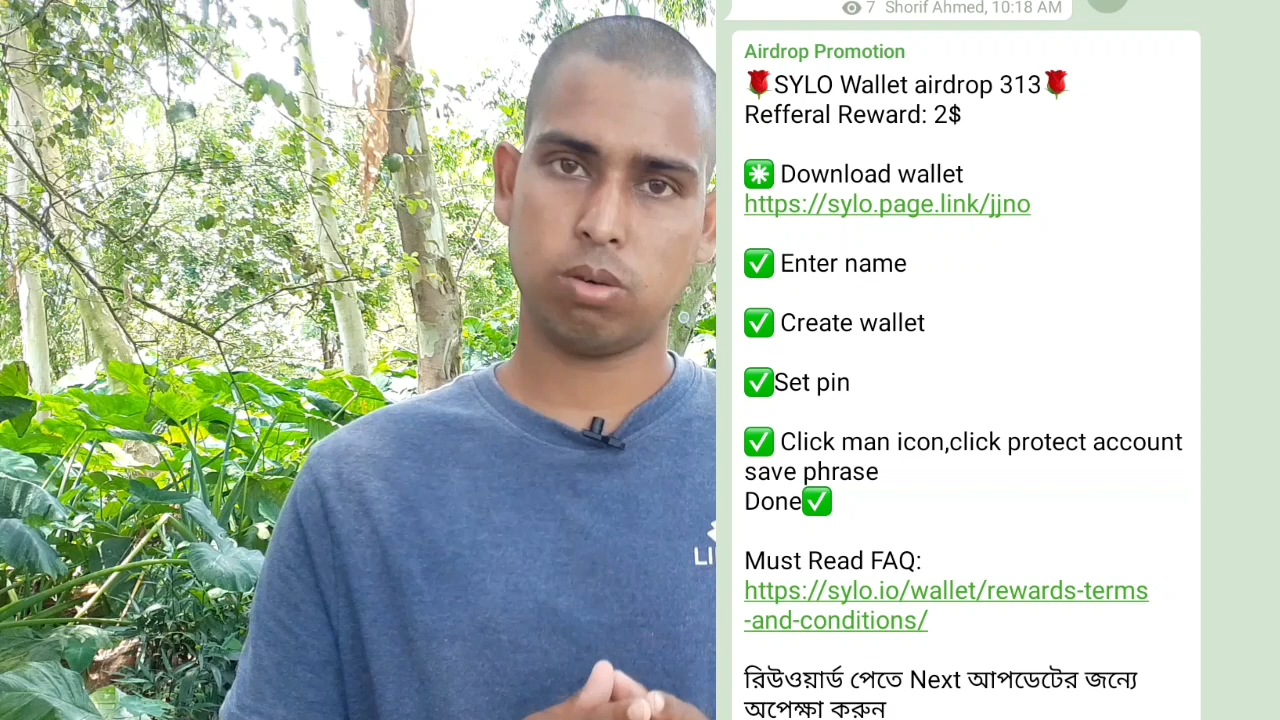 7 Shorif Ahmed, 10:18 AM
Airdrop Promotion
🌹SYLO Wallet airdrop 313🌹
Refferal Reward: 2$
✳️ Download wallet
https://sylo.page.link/jjno
✅ Enter name
✅ Create wallet
✅Set pin
✅ Click man icon,click protect account
save phrase
Done✅
Must Read FAQ:
https://sylo.io/wallet/rewards-terms
-and-conditions/
রিউওয়ার্ড পেতে Next আপডেটের জন্যে
অপেক্ষা করুন